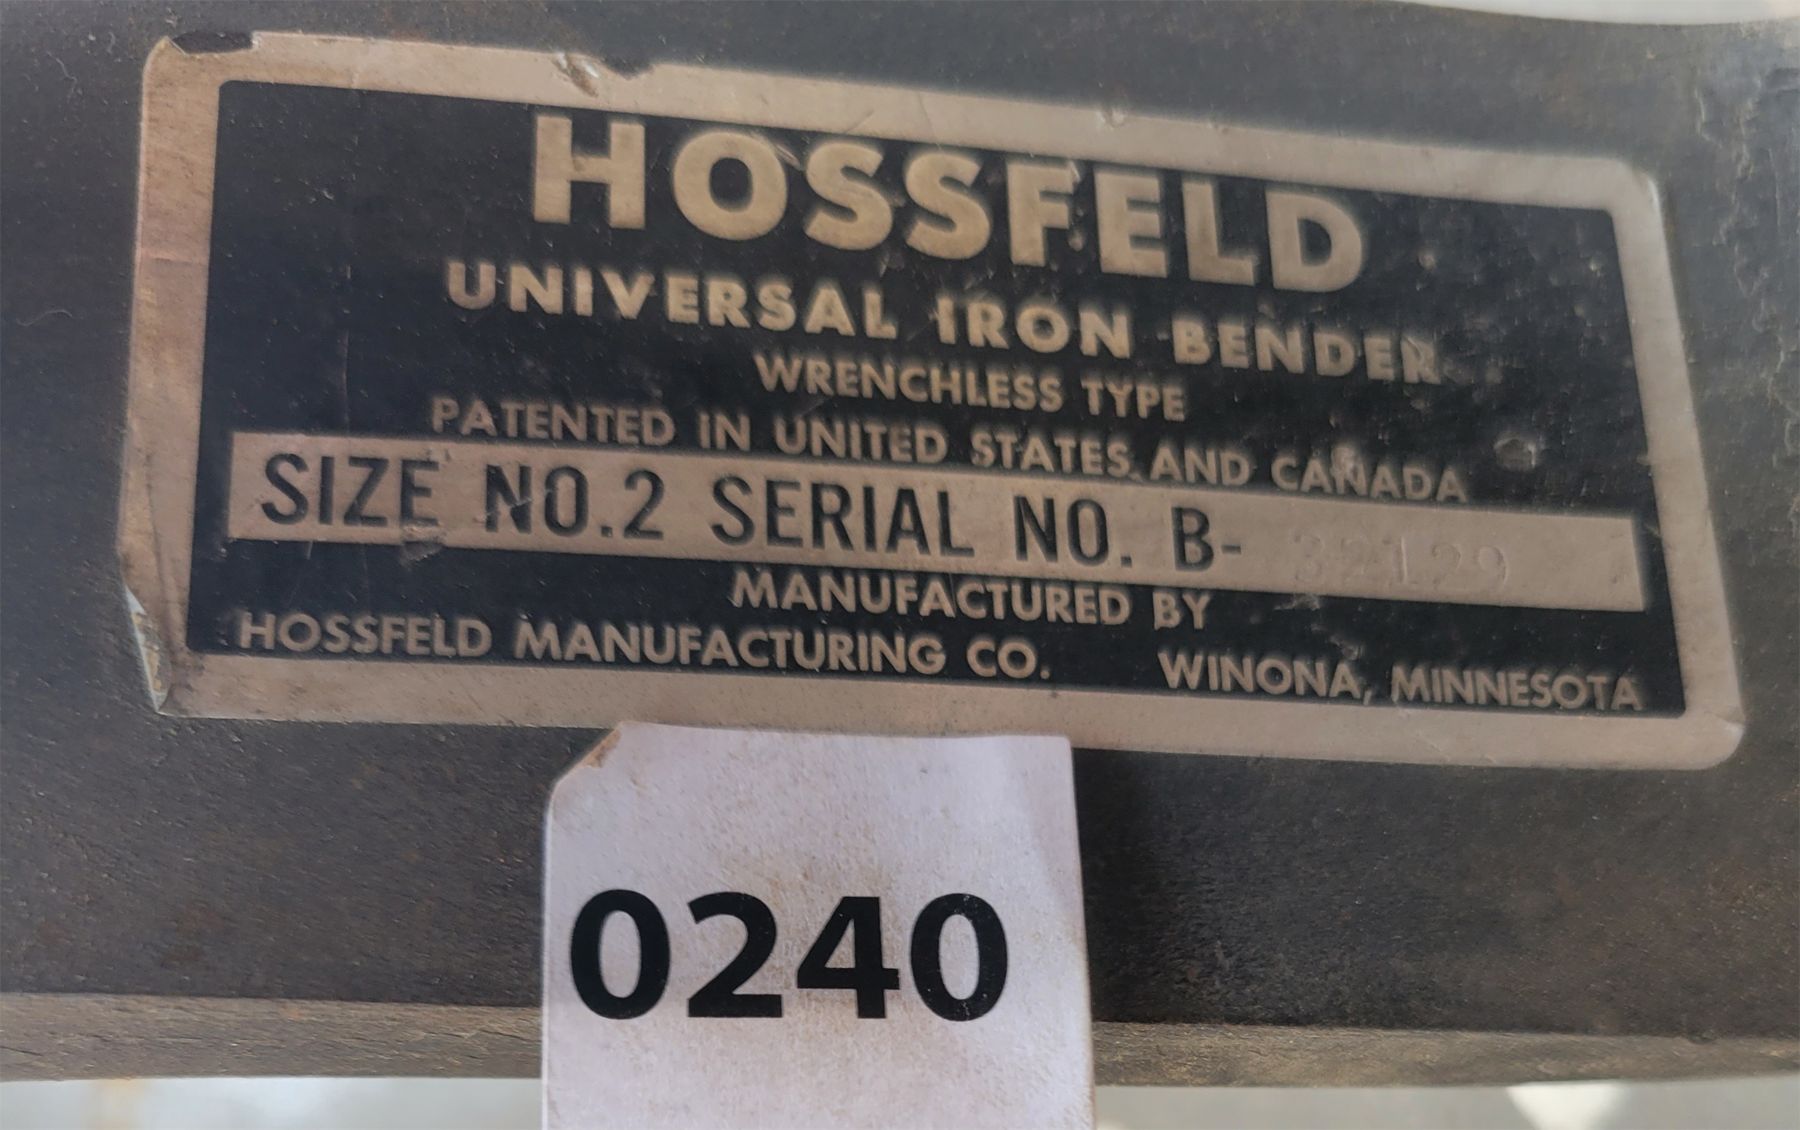 HOSSFELD
UNIVERSAL IRON BENDER
WRENCHLESS TYPE
PATENTED IN UNITED STATES AND CANADA
SIZE NO. 2 SERIAL NO. B- 32129
MANUFACTURED BY
HOSSFELD MANUFACTURING CO. WINONA, MINNESOTA
0240